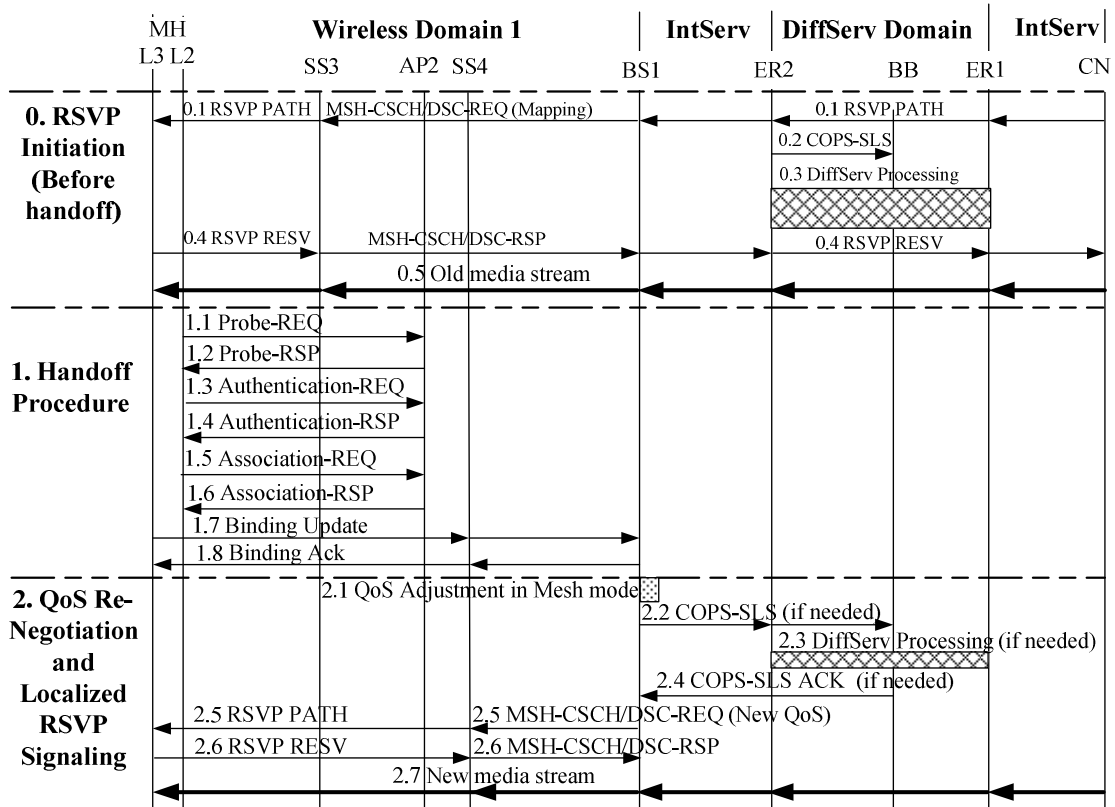 MH Wireless Domain 1 IntServ DiffServ Domain IntServ
L3 L2 SS3 AP2 SS4 BS1 ER2 BB ER1 CN
0. RSVP
Initiation
(Before
handoff)
0.1 RSVP PATH MSH-CSCH/DSC-REQ (Mapping) 0.1 RSVP PATH
0.2 COPS-SLS
0.3 DiffServ Processing
0.4 RSVP RESV MSH-CSCH/DSC-RSP 0.4 RSVP RESV
0.5 Old media stream
1. Handoff
Procedure
1.1 Probe-REQ
1.2 Probe-RSP
1.3 Authentication-REQ
1.4 Authentication-RSP
1.5 Association-REQ
1.6 Association-RSP
1.7 Binding Update
1.8 Binding Ack
2. QoS Re-
Negotiation
and
Localized
RSVP
Signaling
2.1 QoS Adjustment in Mesh mode
2.2 COPS-SLS (if needed)
2.3 DiffServ Processing (if needed)
2.4 COPS-SLS ACK (if needed)
2.5 RSVP PATH 2.5 MSH-CSCH/DSC-REQ (New QoS)
2.6 RSVP RESV 2.6 MSH-CSCH/DSC-RSP
2.7 New media stream